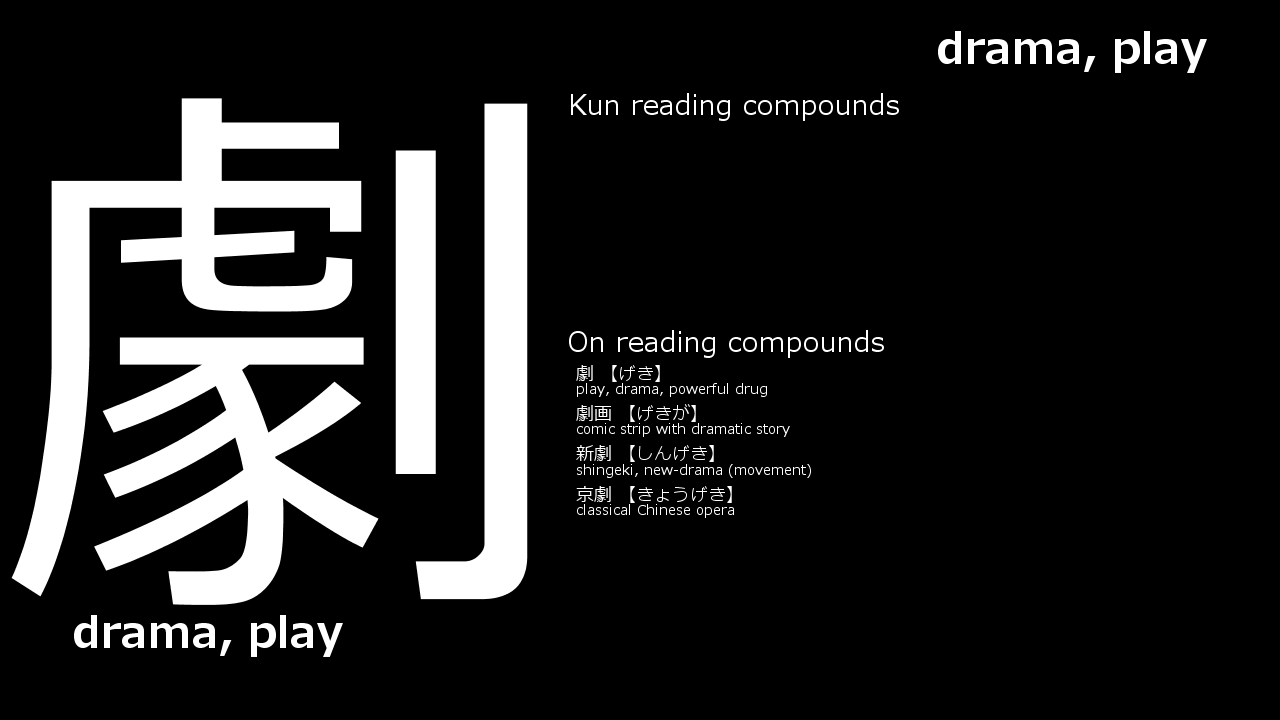 drama, play
劇
Kun reading compounds
On reading compounds
劇 【げき】
play, drama, powerful drug
劇画 【げきが】
comic strip with dramatic story
新劇 【しんげき】
shingeki, new-drama (movement)
京劇 【きょうげき】
classical Chinese opera
drama, play